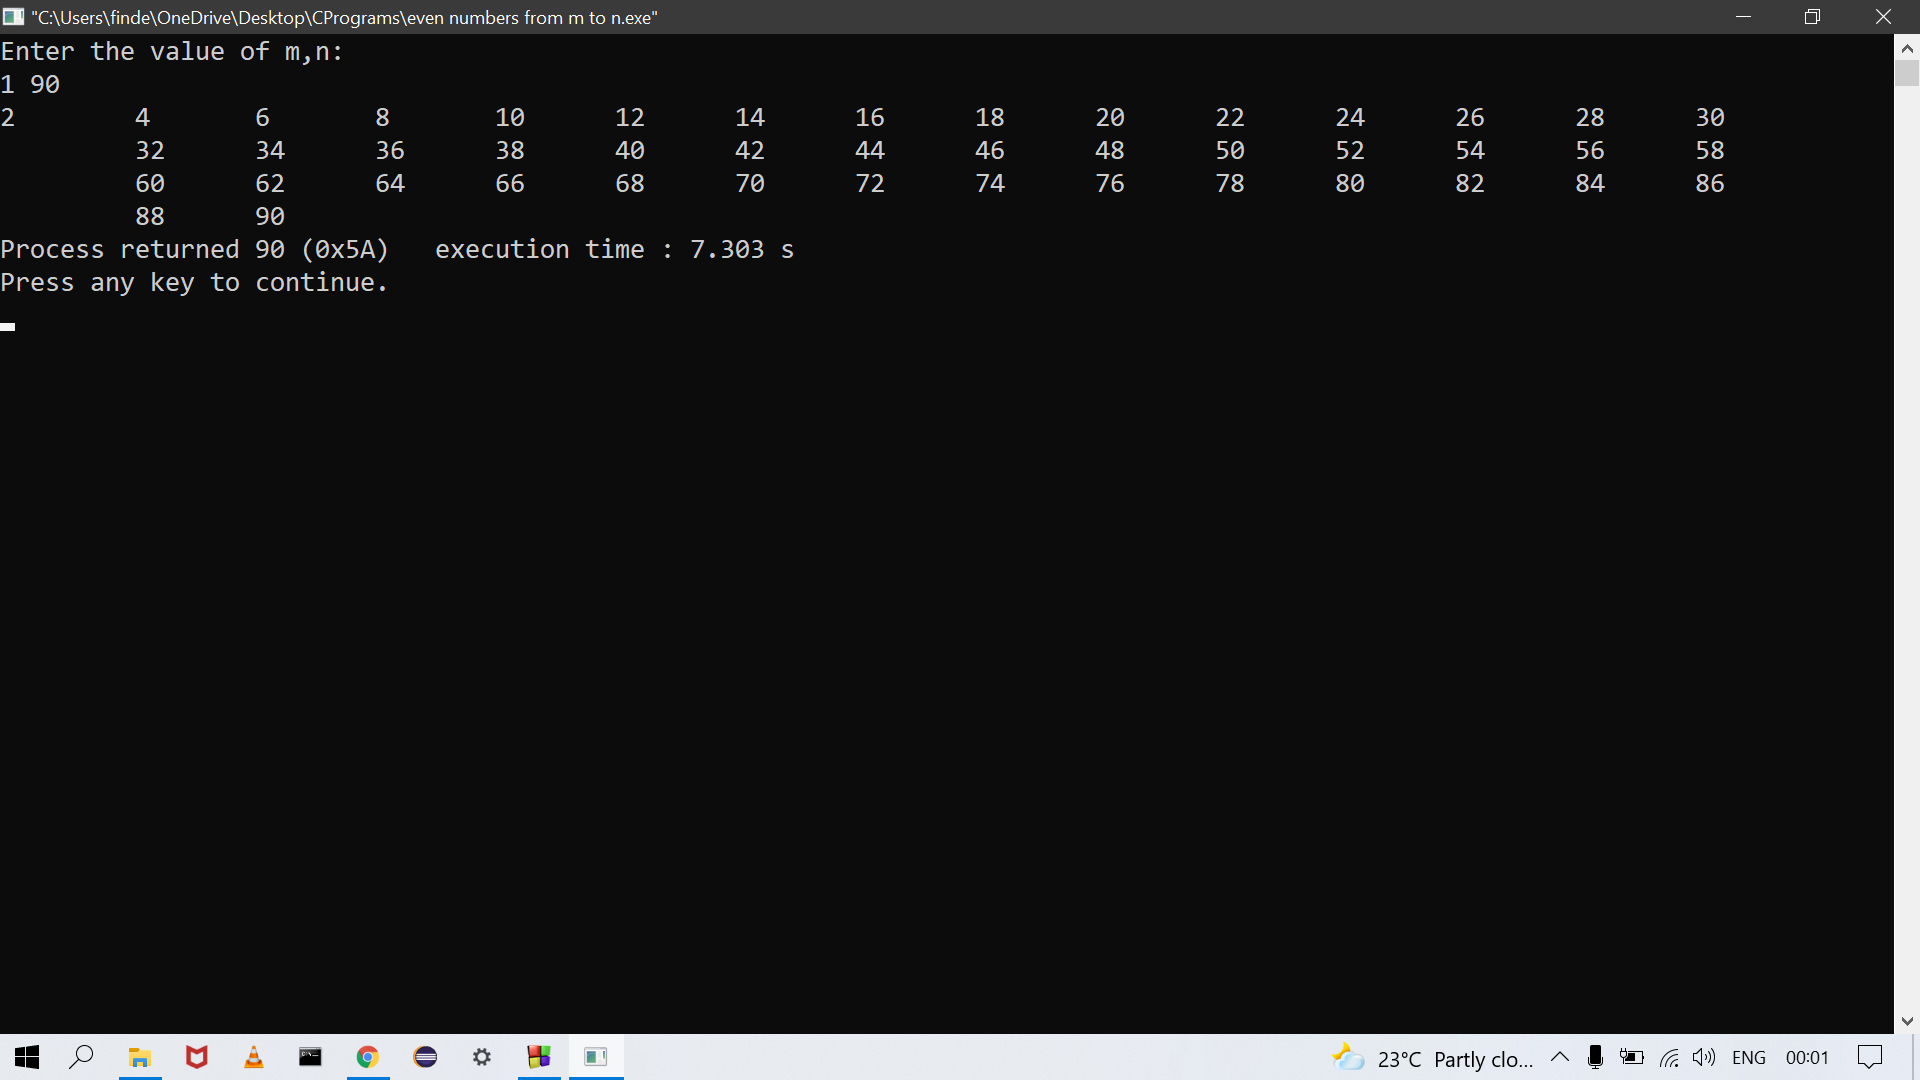 "C:\Users\finde\OneDrive\Desktop\CPrograms\even numbers from m to n.exe"
Enter the value of m,n:
1 90
2 4 6 8 10 12 14 16 18 20 22 24 26 28 30
32 34 36 38 40 42 44 46 48 50 52 54 56 58
60 62 64 66 68 70 72 74 76 78 80 82 84 86
88 90
Process returned 90 (0x5A) execution time : 7.303 s
Press any key to continue.
23°C Partly clo... ENG 00:01